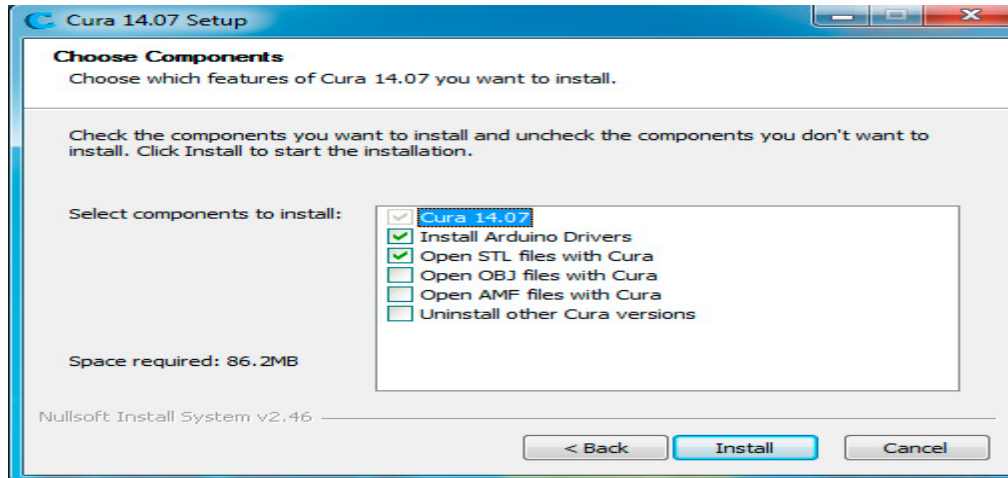 Cura 14.07 Setup
Choose Components
Choose which features of Cura 14.07 you want to install.
Check the components you want to install and uncheck the components you don't want to
install. Click Install to start the installation.
Select components to install:
Cura 14.07
Install Arduino Drivers
Open STL files with Cura
Open OBJ files with Cura
Open AMF files with Cura
Uninstall other Cura versions
Space required: 86.2MB
Nullsoft Install System v2.46
< Back
Install
Cancel